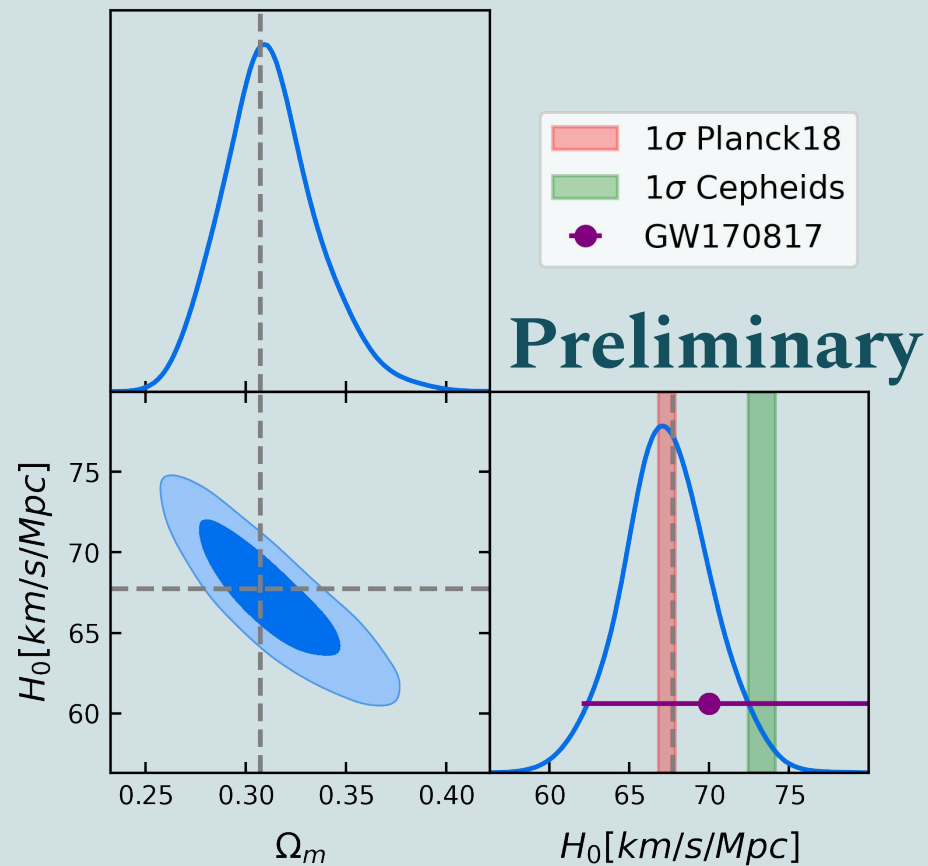 1σ Planck18
1σ Cepheids
GW170817
Preliminary
75
70
65
60
H₀[km/s/Mpc]
0.25 0.30 0.35 0.40
60 65 70 75
Ωₘ
H₀[km/s/Mpc]